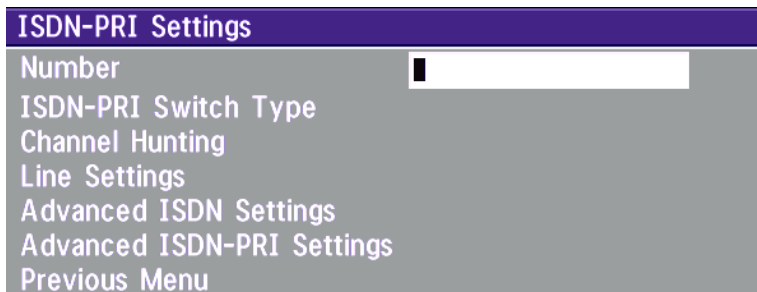 ISDN-PRI Settings
Number
ISDN-PRI Switch Type
Channel Hunting
Line Settings
Advanced ISDN Settings
Advanced ISDN-PRI Settings
Previous Menu